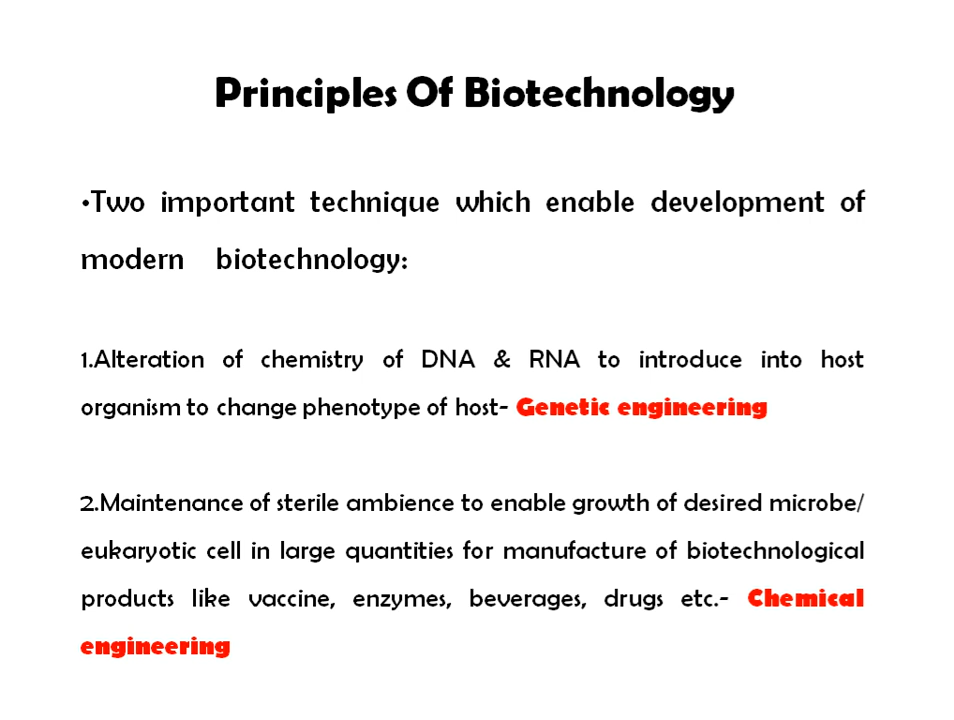 Principles Of Biotechnology
•Two important technique which enable development of
modern biotechnology:
1.Alteration of chemistry of DNA & RNA to introduce into host
organism to change phenotype of host- Genetic engineering
2.Maintenance of sterile ambience to enable growth of desired microbe/
eukaryotic cell in large quantities for manufacture of biotechnological
products like vaccine, enzymes, beverages, drugs etc.- Chemical
engineering